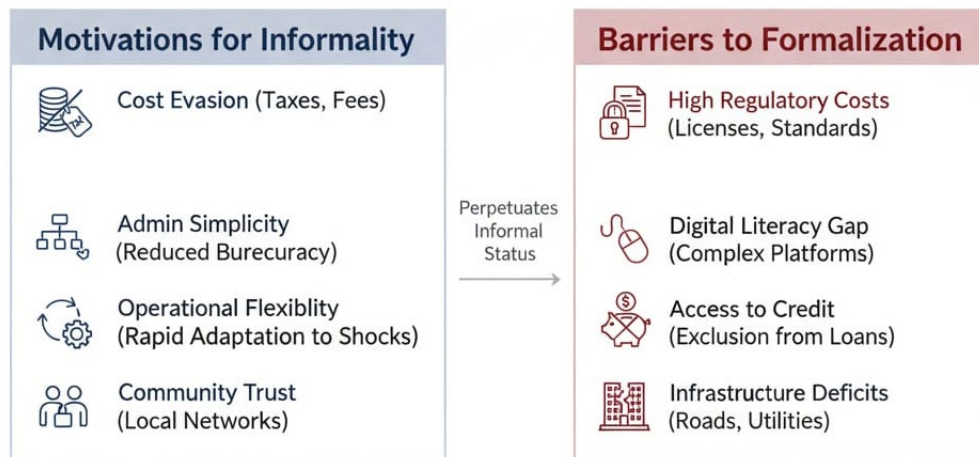 Motivations for Informality
Cost Evasion (Taxes, Fees)
Admin Simplicity
(Reduced Burecuracy)
Operational Flexiblity
(Rapid Adaptation to Shocks)
Community Trust
(Local Networks)
Perpetuates
Informal
Status
Barriers to Formalization
High Regulatory Costs
(Licenses, Standards)
Digital Literacy Gap
(Complex Platforms)
Access to Credit
(Exclusion from Loans)
Infrastructure Deficits
(Roads, Utilities)